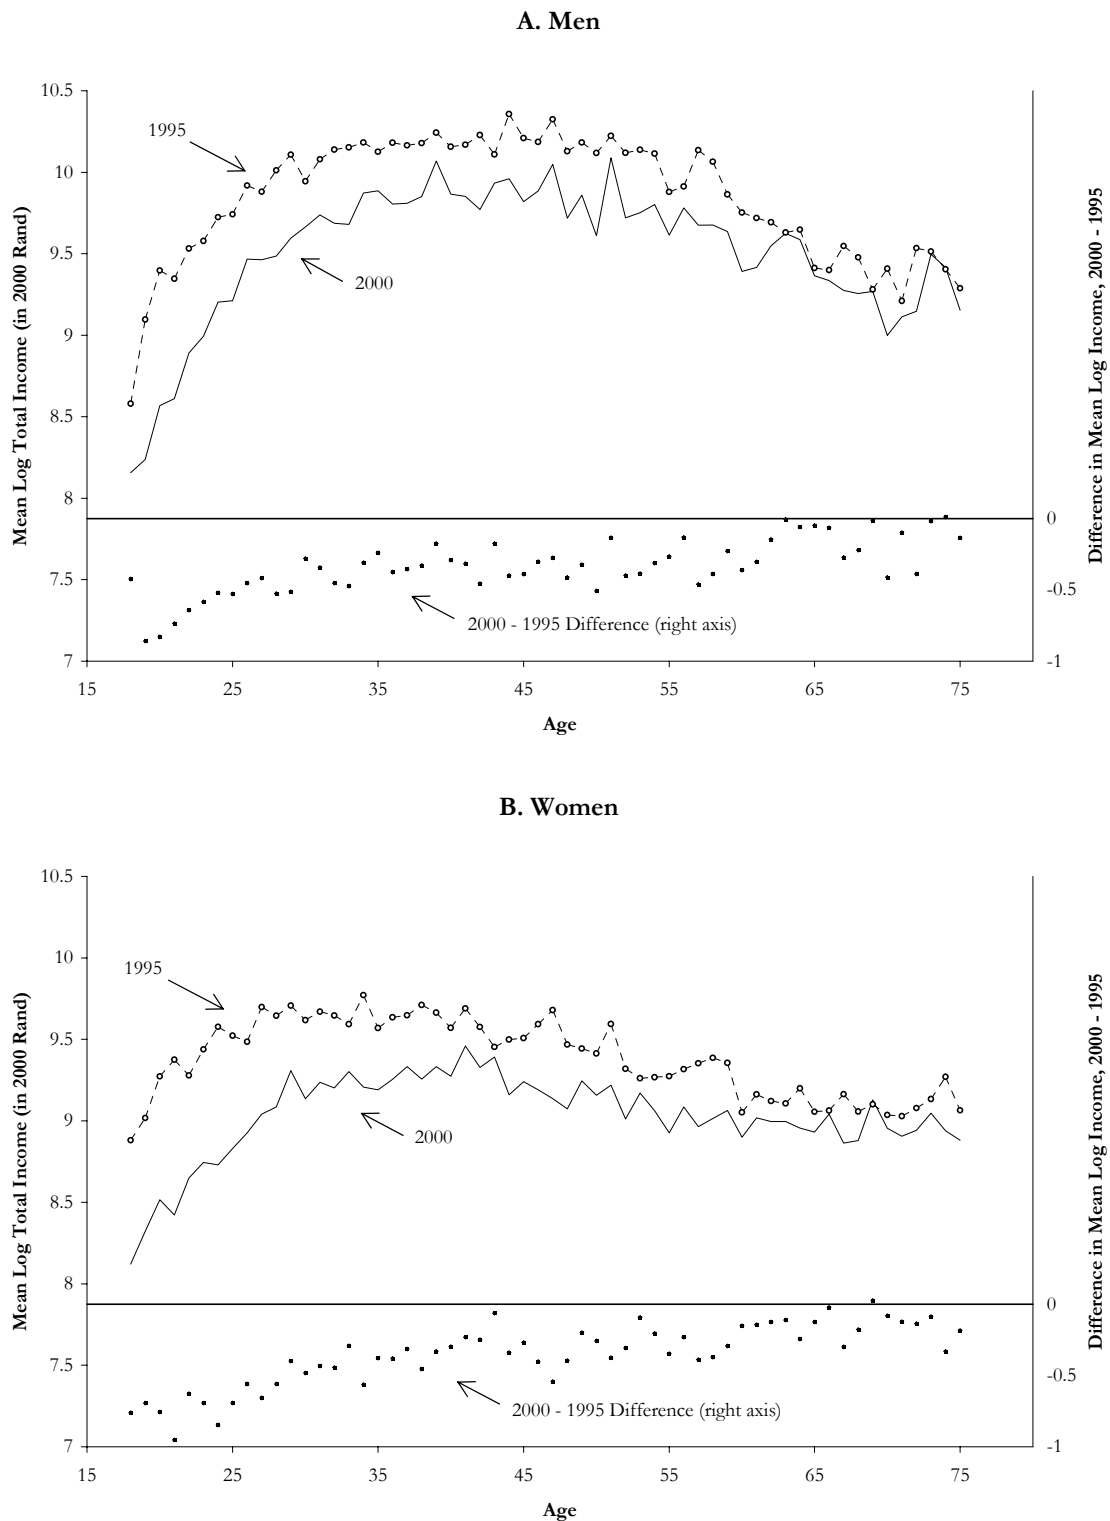 A. Men
10.5
1995
10
9.5
2000
9
8.5
8
0
7.5
-0.5
2000 - 1995 Difference (right axis)
7
-1
15 25 35 45 55 65 75
Age
Mean Log Total Income (in 2000 Rand)
Difference in Mean Log Income, 2000 - 1995
B. Women
10.5
1995
10
9.5
9
2000
8.5
8
0
7.5
-0.5
2000 - 1995 Difference (right axis)
7
-1
15 25 35 45 55 65 75
Age
Mean Log Total Income (in 2000 Rand)
Difference in Mean Log Income, 2000 - 1995